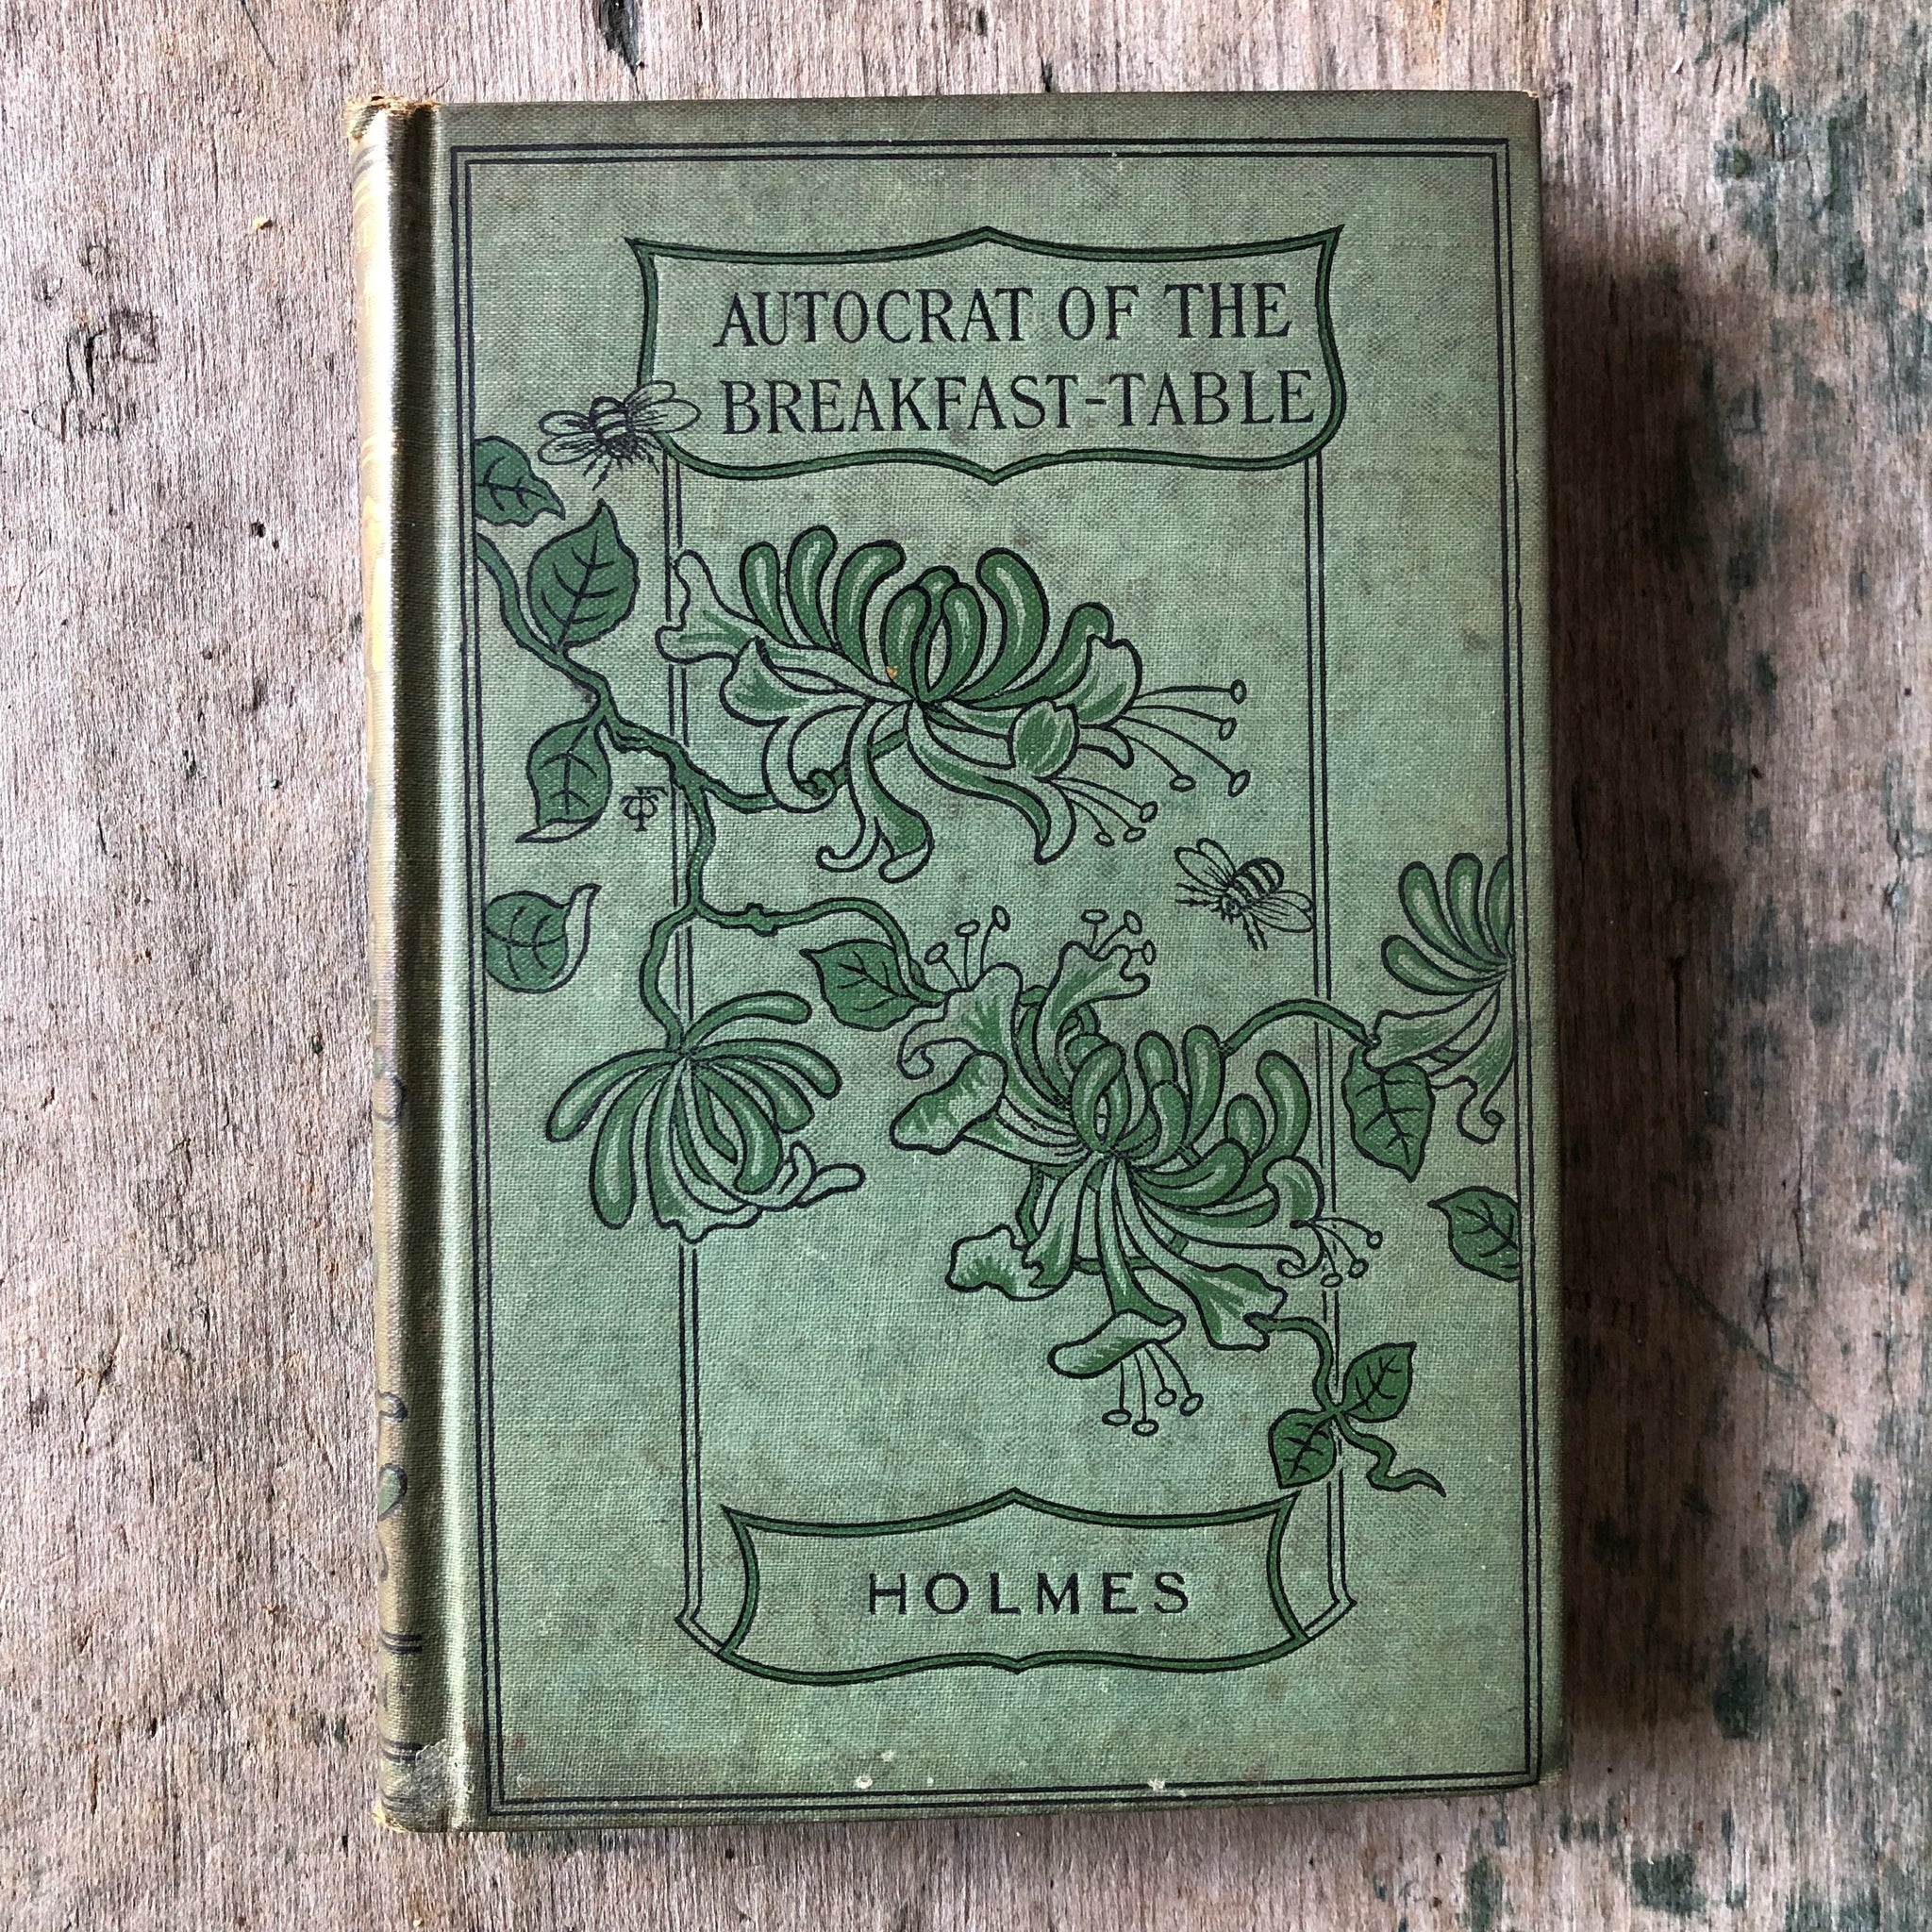 AUTOCRAT OF THE
BREAKFAST-TABLE
HOLMES